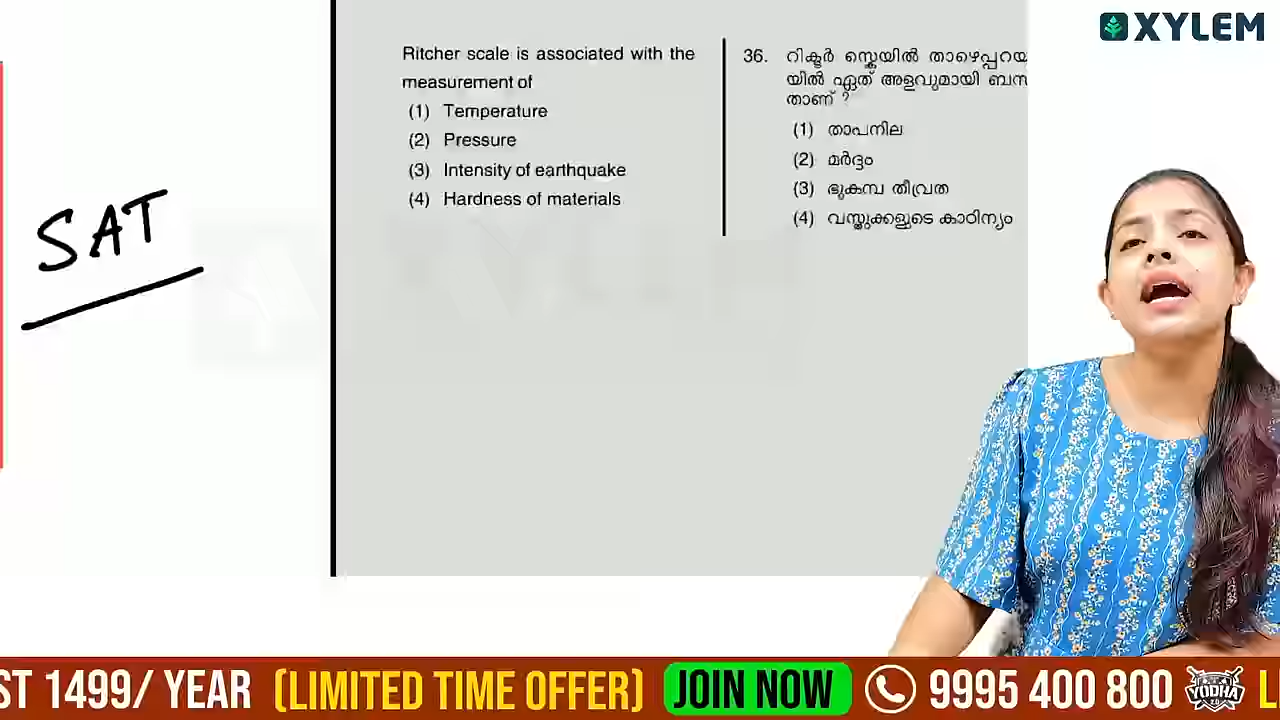 XYLEM
SAT
Ritcher scale is associated with the
measurement of
(1) Temperature
(2) Pressure
(3) Intensity of earthquake
(4) Hardness of materials
36. റിക്ടർ സ്കെയിൽ താഴെപ്പറയ
യിൽ ഏത് അളവുമായി ബന്ധ
താണ് ?
(1) താപനില
(2) മർദ്ദം
(3) ഭൂകമ്പ തീവ്രത
(4) വസ്തുക്കളുടെ കാഠിന്യം
ST 1499/ YEAR (LIMITED TIME OFFER) JOIN NOW 9995 400 800 YODHA L